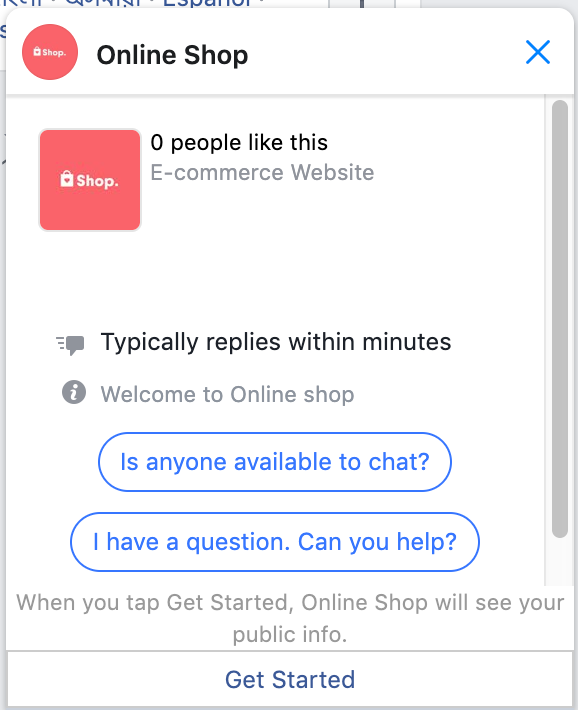 বাংলা · অসমীয়া · Español ·
Shop.
Online Shop
0 people like this
E-commerce Website
Shop.
Typically replies within minutes
Welcome to Online shop
Is anyone available to chat?
I have a question. Can you help?
When you tap Get Started, Online Shop will see your
public info.
Get Started